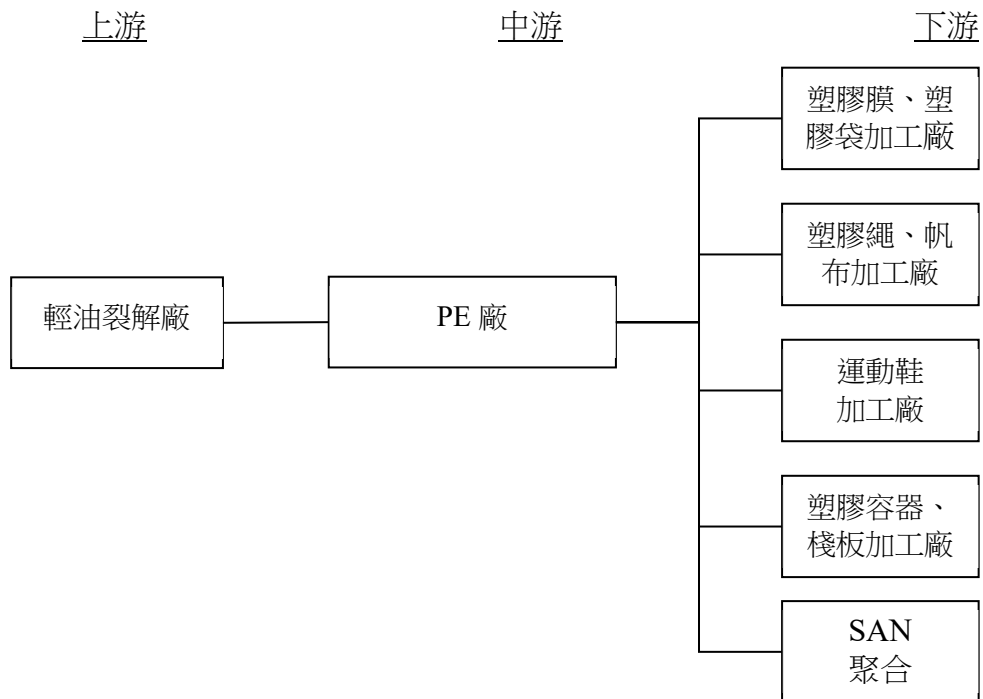 上游
中游
下游
塑膠膜、塑
膠袋加工廠
塑膠繩、帆
布加工廠
輕油裂解廠
PE 廠
運動鞋
加工廠
塑膠容器、
棧板加工廠
SAN
聚合